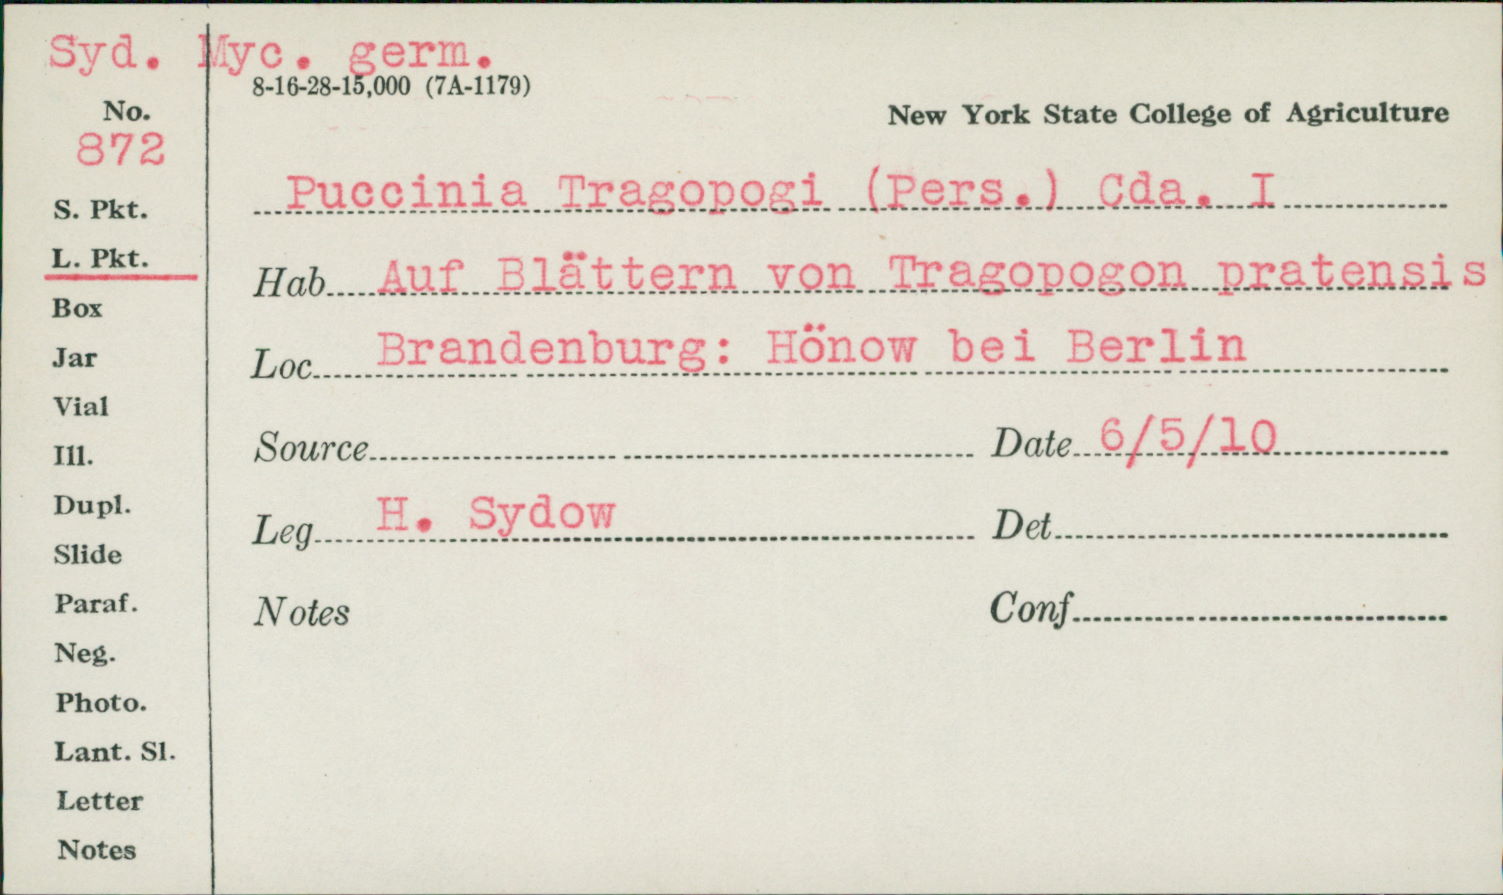 Syd. Myc. germ.
8-16-28-15,000 (7A-1179)
No.
872
New York State College of Agriculture
Puccinia Tragopogi (Pers.) Cda. I
S. Pkt.
L. Pkt.
Box
Jar
Vial
Ill.
Dupl.
Slide
Paraf.
Neg.
Photo.
Lant. Sl.
Letter
Notes
Hab. Auf Blättern von Tragopogon pratensis
Loc. Brandenburg: Hönow bei Berlin
Source Date 6/5/10
Leg. H. Sydow Det.
Notes Conf.